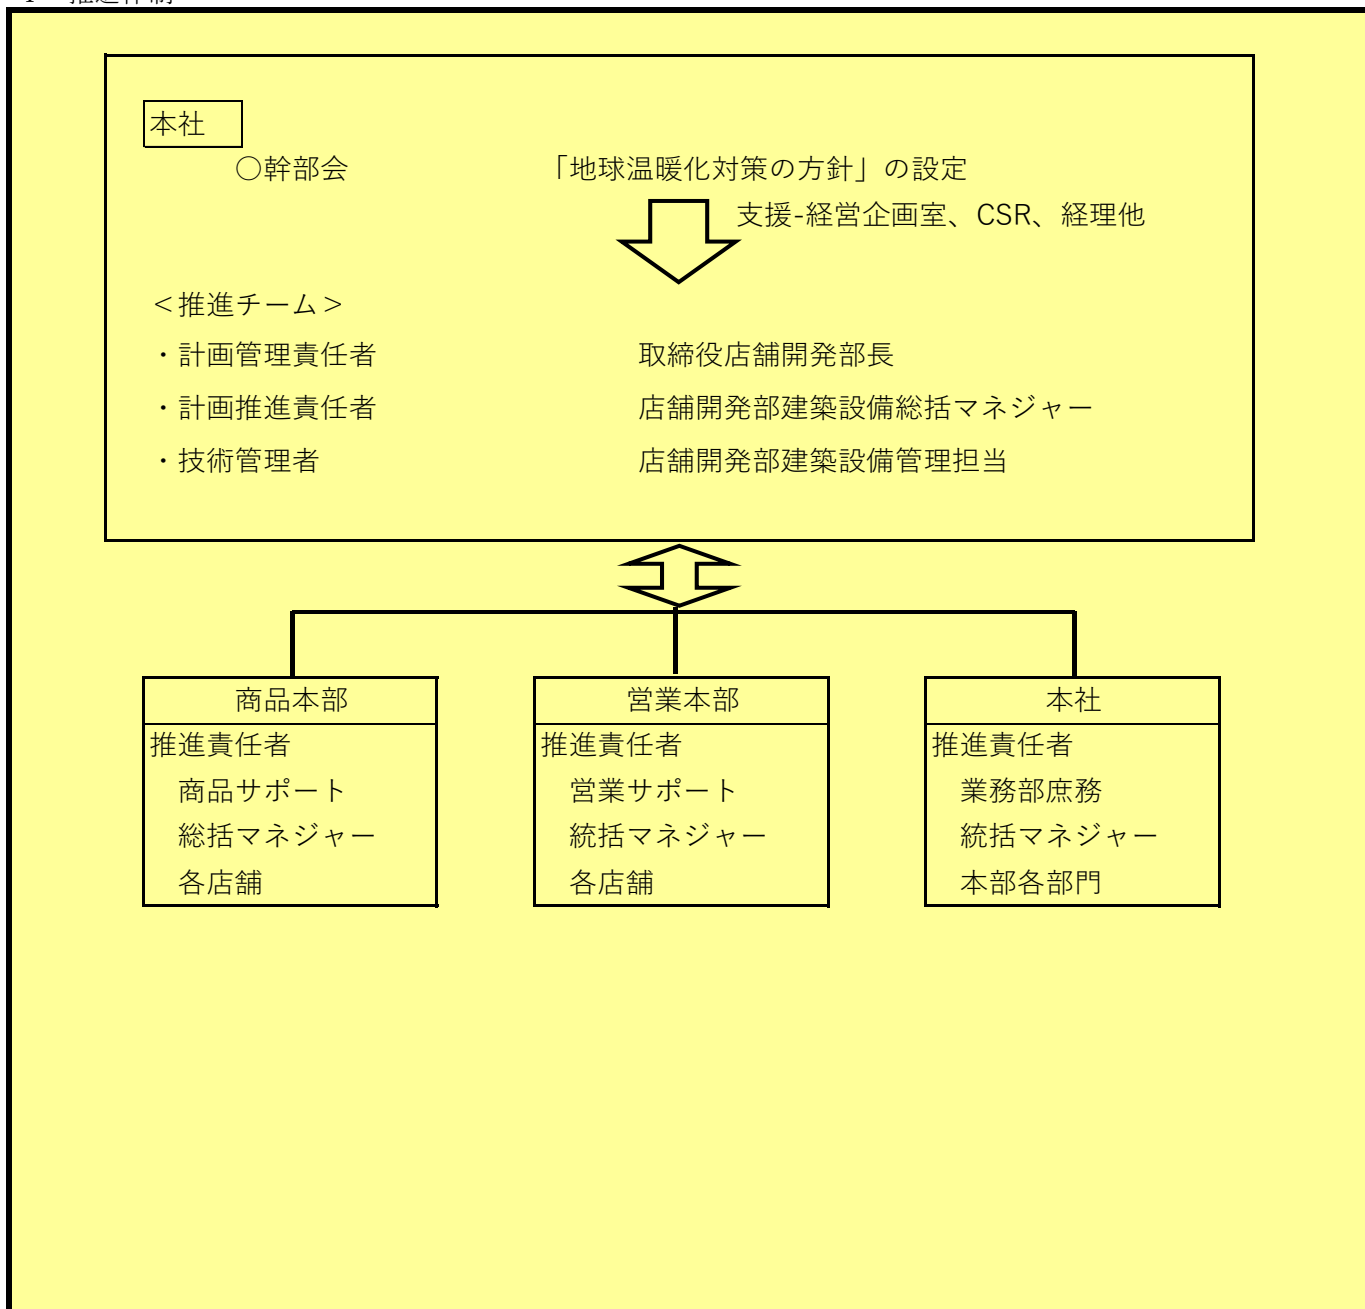 本社
○幹部会 「地球温暖化対策の方針」の設定
支援-経営企画室、CSR、経理他
＜推進チーム＞
・計画管理責任者 取締役店舗開発部長
・計画推進責任者 店舗開発部建築設備総括マネジャー
・技術管理者 店舗開発部建築設備管理担当
商品本部
推進責任者
商品サポート
総括マネジャー
各店舗
営業本部
推進責任者
営業サポート
統括マネジャー
各店舗
本社
推進責任者
業務部庶務
統括マネジャー
本部各部門